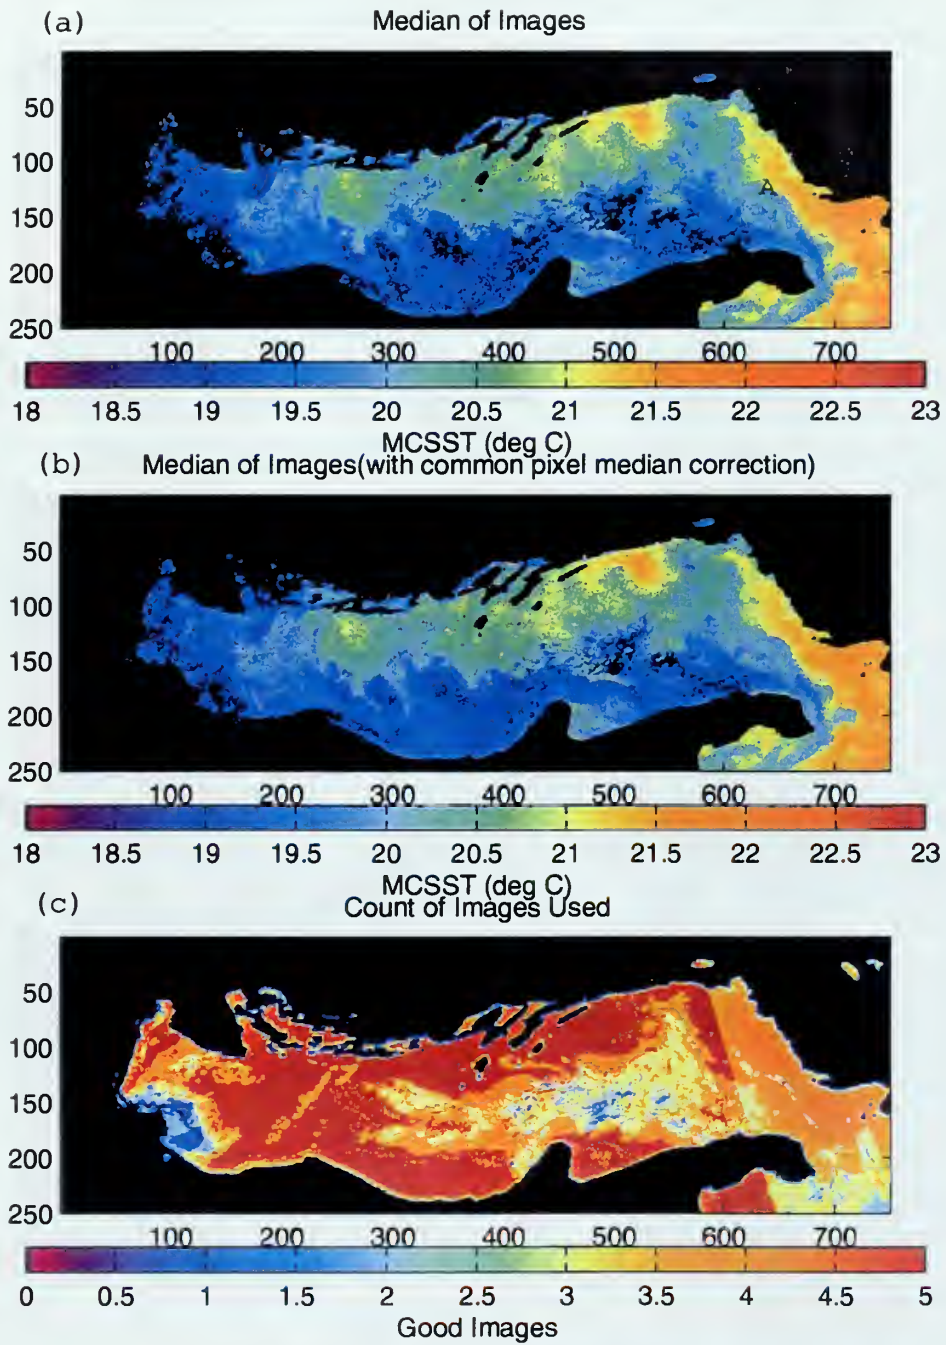 (a) Median of Images
50
100
150
200
250
A
100 200 300 400 500 600 700
18 18.5 19 19.5 20 20.5 21 21.5 22 22.5 23
MCSST (deg C)
(b) Median of Images(with common pixel median correction)
50
100
150
200
250
100 200 300 400 500 600 700
18 18.5 19 19.5 20 20.5 21 21.5 22 22.5 23
MCSST (deg C)
(c) Count of Images Used
50
100
150
200
250
100 200 300 400 500 600 700
0 0.5 1 1.5 2 2.5 3 3.5 4 4.5 5
Good Images